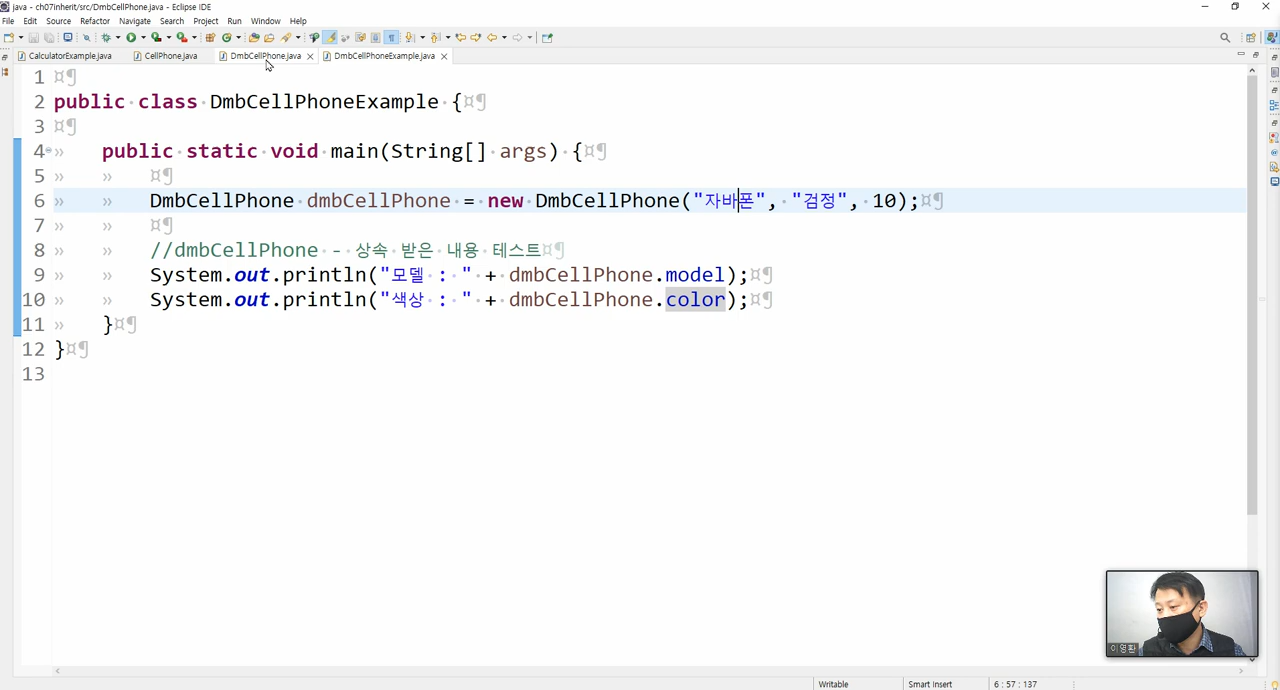 java - ch07inherit/src/DmbCellPhone.java - Eclipse IDE
File Edit Source Refactor Navigate Search Project Run Window Help
CalculatorExample.java CellPhone.java DmbCellPhone.java DmbCellPhoneExample.java
1
2 public class DmbCellPhoneExample {
3
4 public static void main(String[] args) {
5
6 DmbCellPhone dmbCellPhone = new DmbCellPhone("자바폰", "검정", 10);
7
8 //dmbCellPhone - 상속 받은 내용 테스트
9 System.out.println("모델 : " + dmbCellPhone.model);
10 System.out.println("색상 : " + dmbCellPhone.color);
11 }
12 }
13
이영환
Writable Smart Insert 6 : 57 : 137